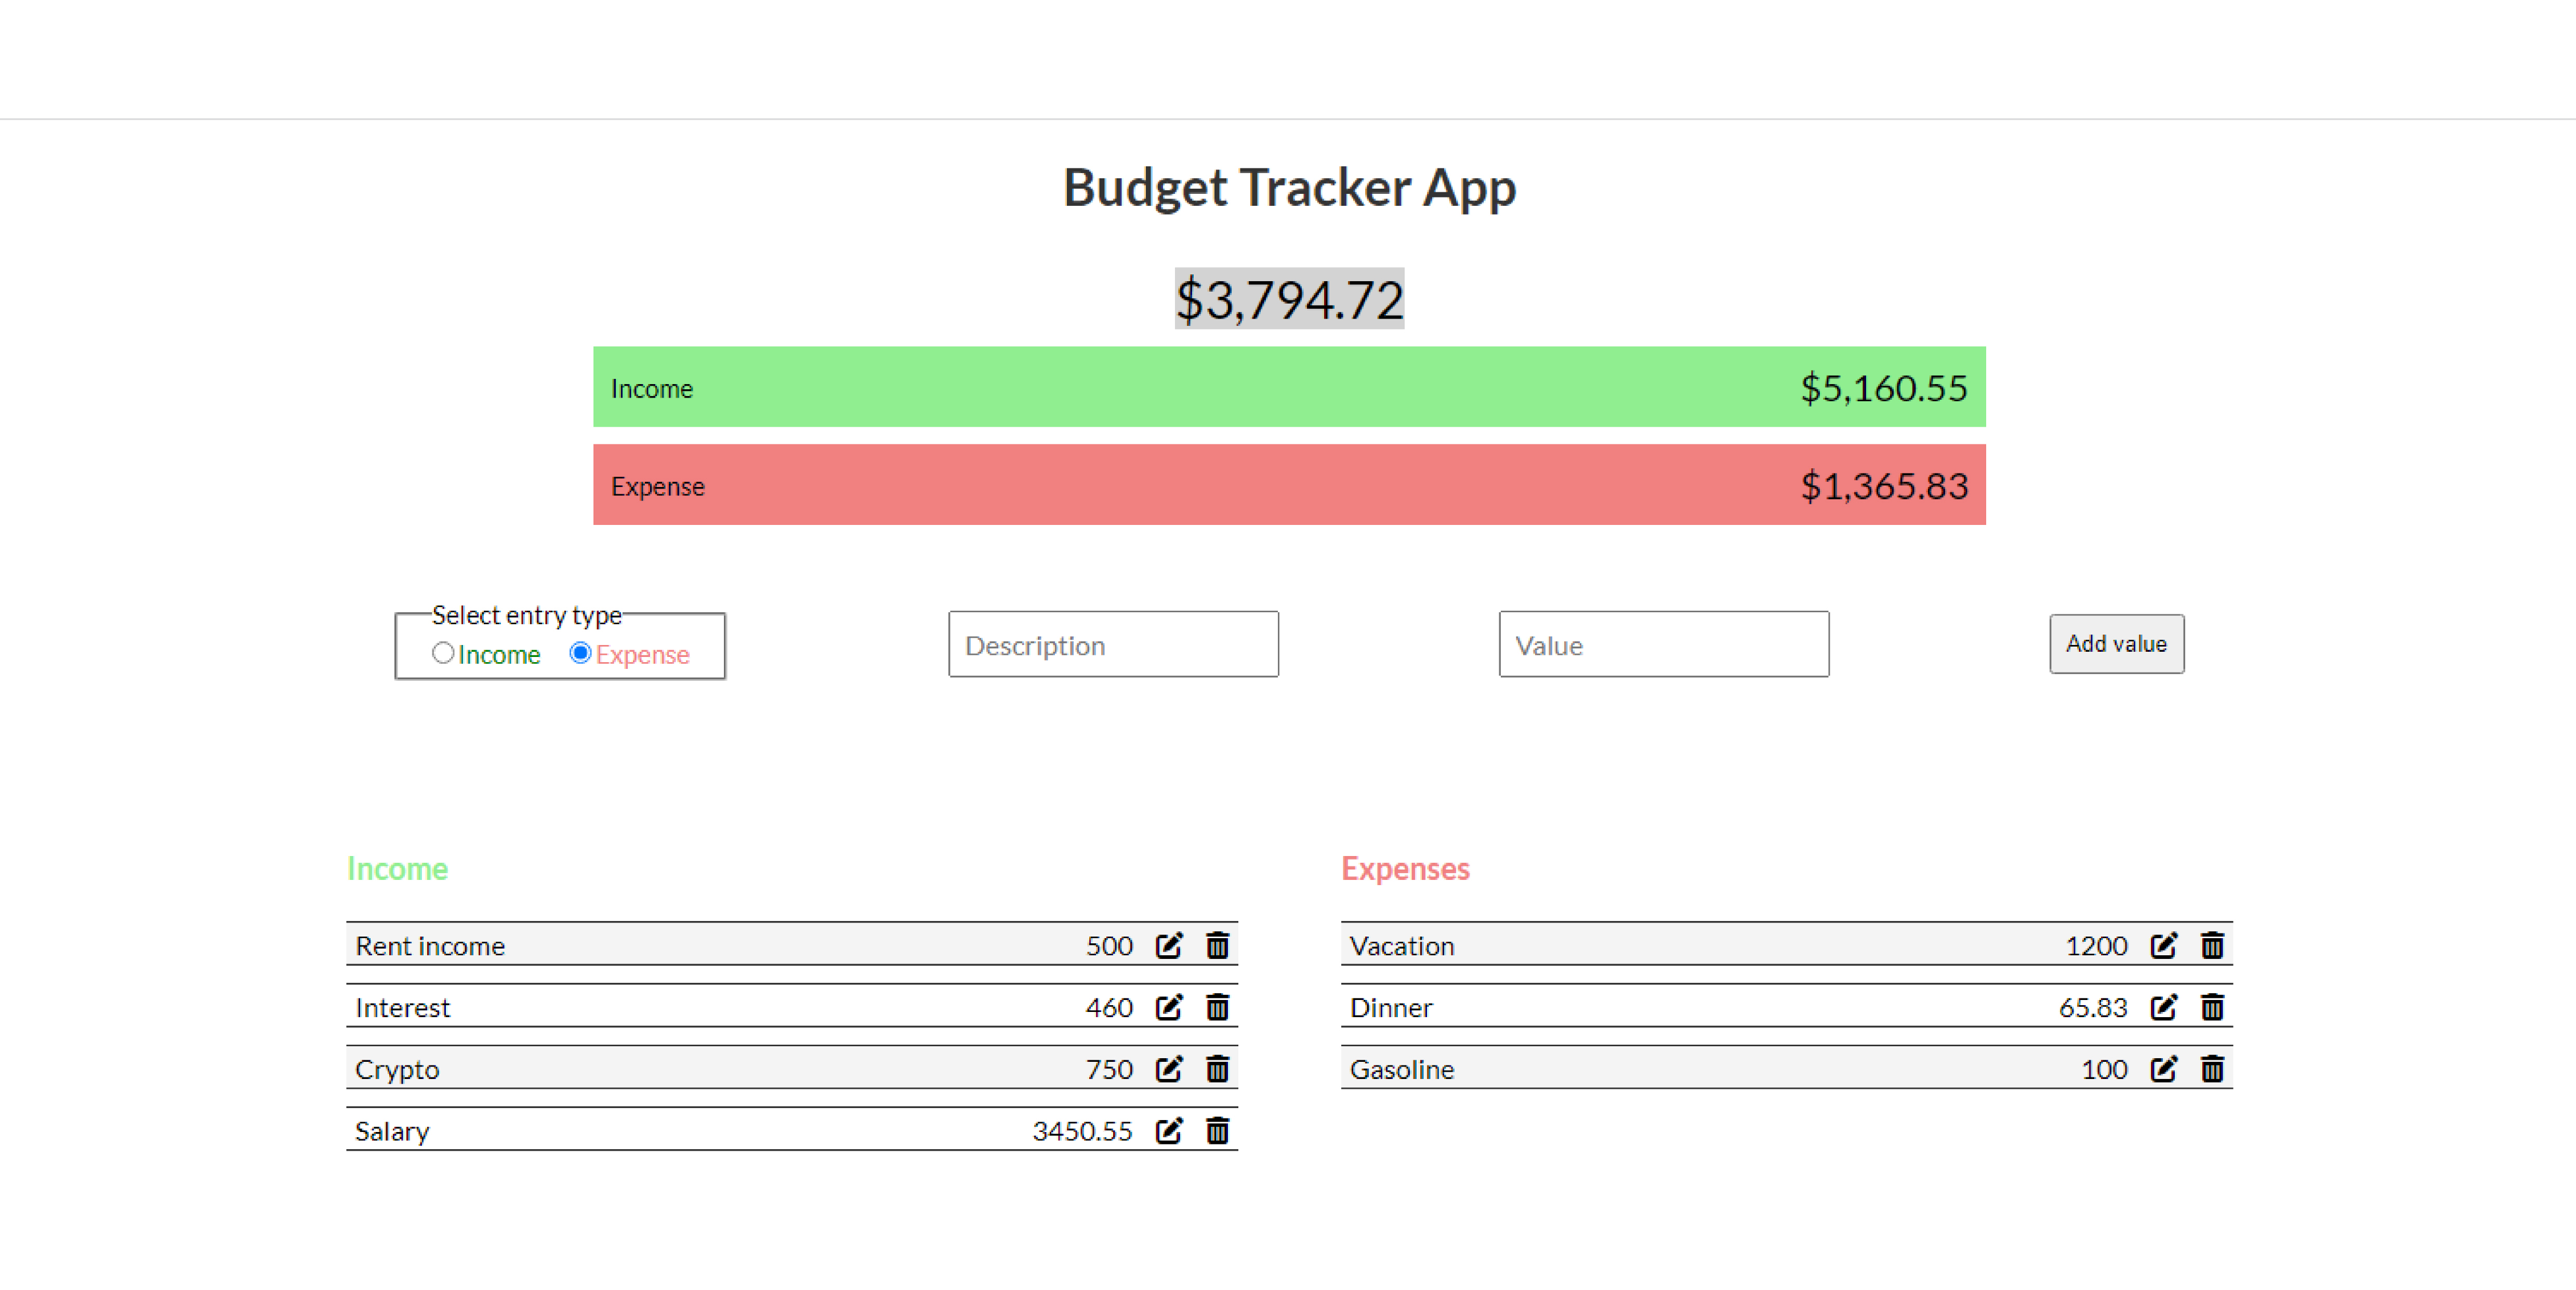 Budget Tracker App
$3,794.72
Income $5,160.55
Expense $1,365.83
Select entry type
Income Expense
Description
Value
Add value
Income
Rent income 500
Interest 460
Crypto 750
Salary 3450.55
Expenses
Vacation 1200
Dinner 65.83
Gasoline 100